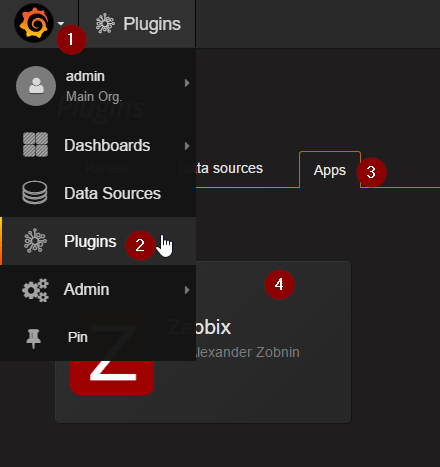 Plugins
1
admin
Main Org.
Plugins
Dashboards
Panels
Data sources
Apps
3
Data Sources
Plugins
2
4
Admin
Zabbix
Alexander Zobnin
Pin
Z